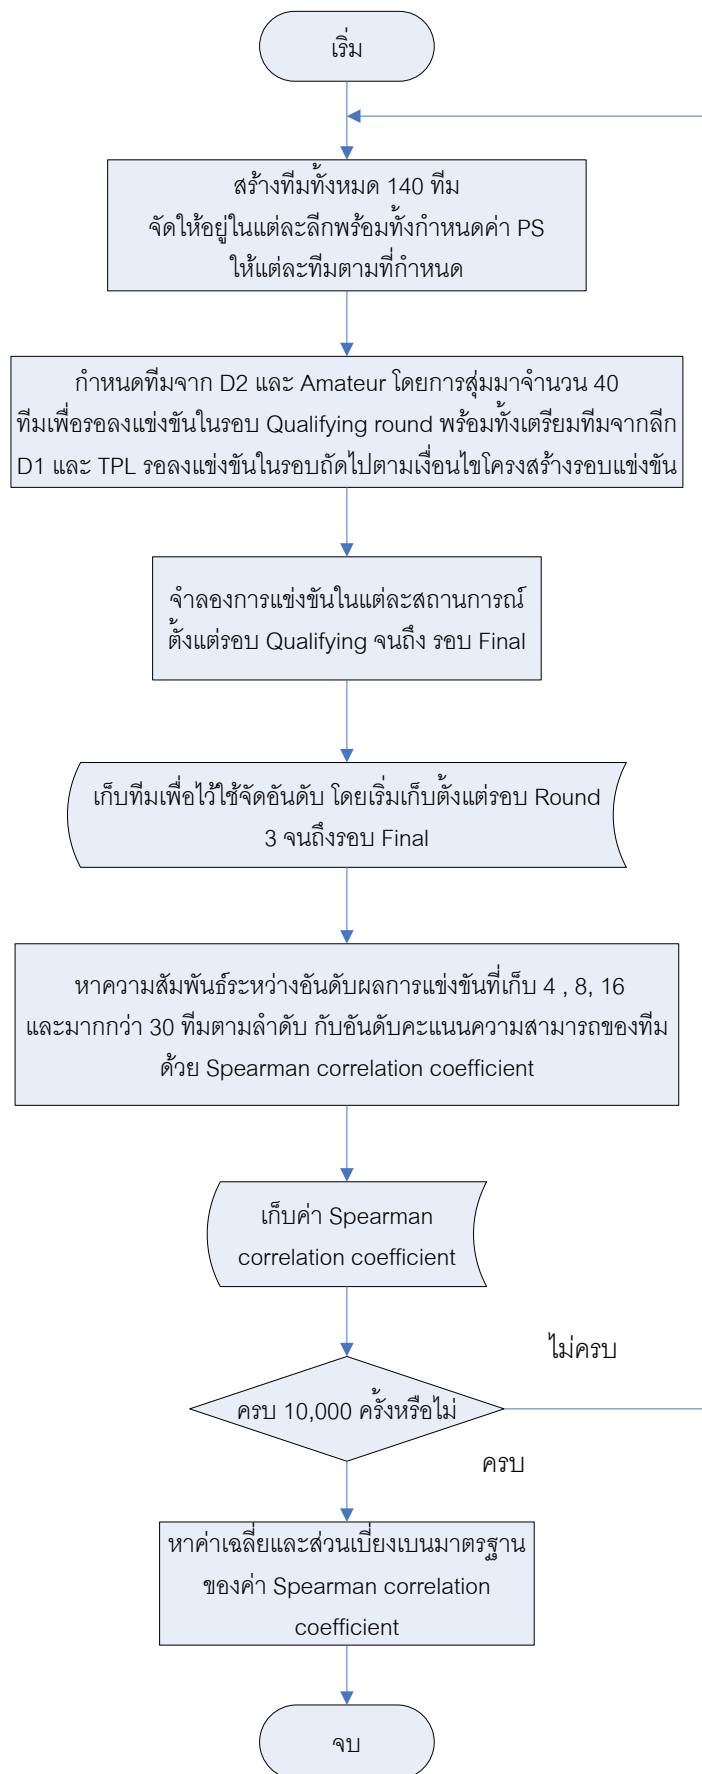 เริ่ม
สร้างทีมทั้งหมด 140 ทีม
จัดให้อยู่ในแต่ละลีกพร้อมทั้งกำหนดค่า PS
ให้แต่ละทีมตามที่กำหนด
กำหนดทีมจาก D2 และ Amateur โดยการสุ่มมาจำนวน 40
ทีมเพื่อรอลงแข่งขันในรอบ Qualifying round พร้อมทั้งเตรียมทีมจากลีก
D1 และ TPL รอลงแข่งขันในรอบถัดไปตามเงื่อนไขโครงสร้างรอบแข่งขัน
จำลองการแข่งขันในแต่ละสถานการณ์
ตั้งแต่รอบ Qualifying จนถึง รอบ Final
เก็บทีมเพื่อไว้ใช้จัดอันดับ โดยเริ่มเก็บตั้งแต่รอบ Round
3 จนถึงรอบ Final
หาความสัมพันธ์ระหว่างอันดับผลการแข่งขันที่เก็บ 4 , 8, 16
และมากกว่า 30 ทีมตามลำดับ กับอันดับคะแนนความสามารถของทีม
ด้วย Spearman correlation coefficient
เก็บค่า Spearman
correlation coefficient
ไม่ครบ
ครบ 10,000 ครั้งหรือไม่
ครบ
หาค่าเฉลี่ยและส่วนเบี่ยงเบนมาตรฐาน
ของค่า Spearman correlation
coefficient
จบ